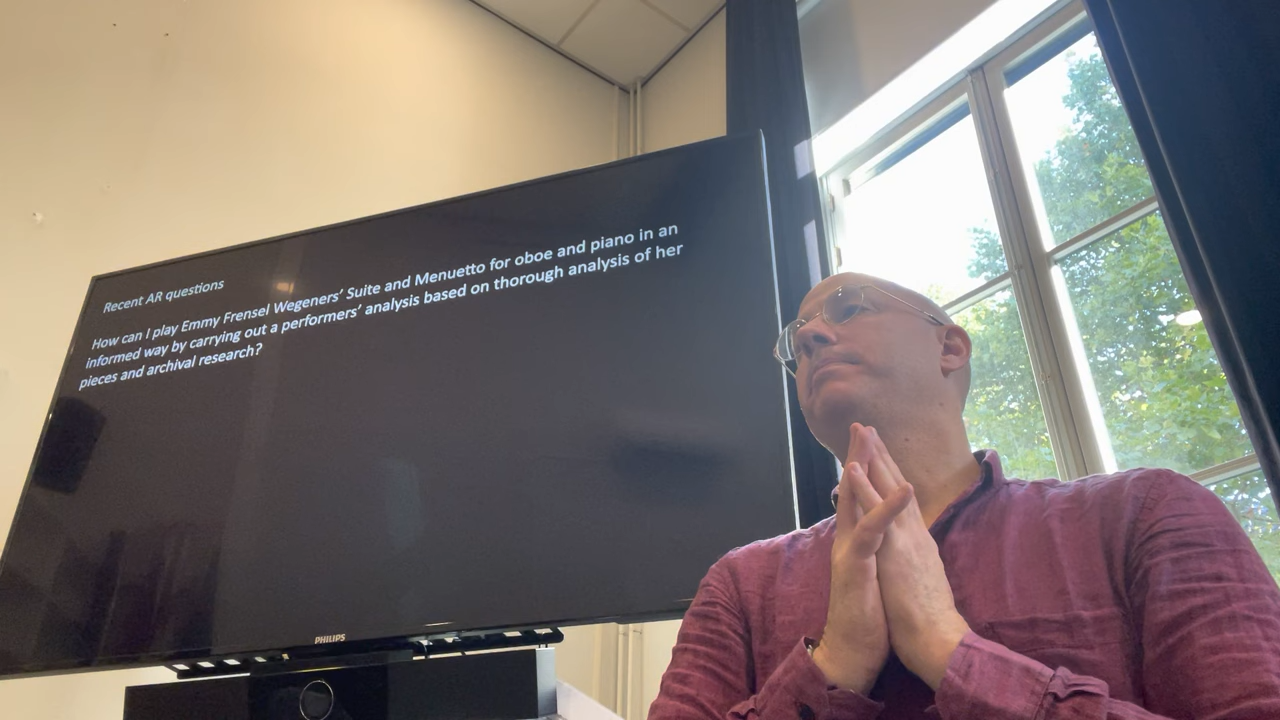 Recent AR questions
How can I play Emmy Frensel Wegeners’ Suite and Menuetto for oboe and piano in an
informed way by carrying out a performers’ analysis based on thorough analysis of her
pieces and archival research?
PHILIPS